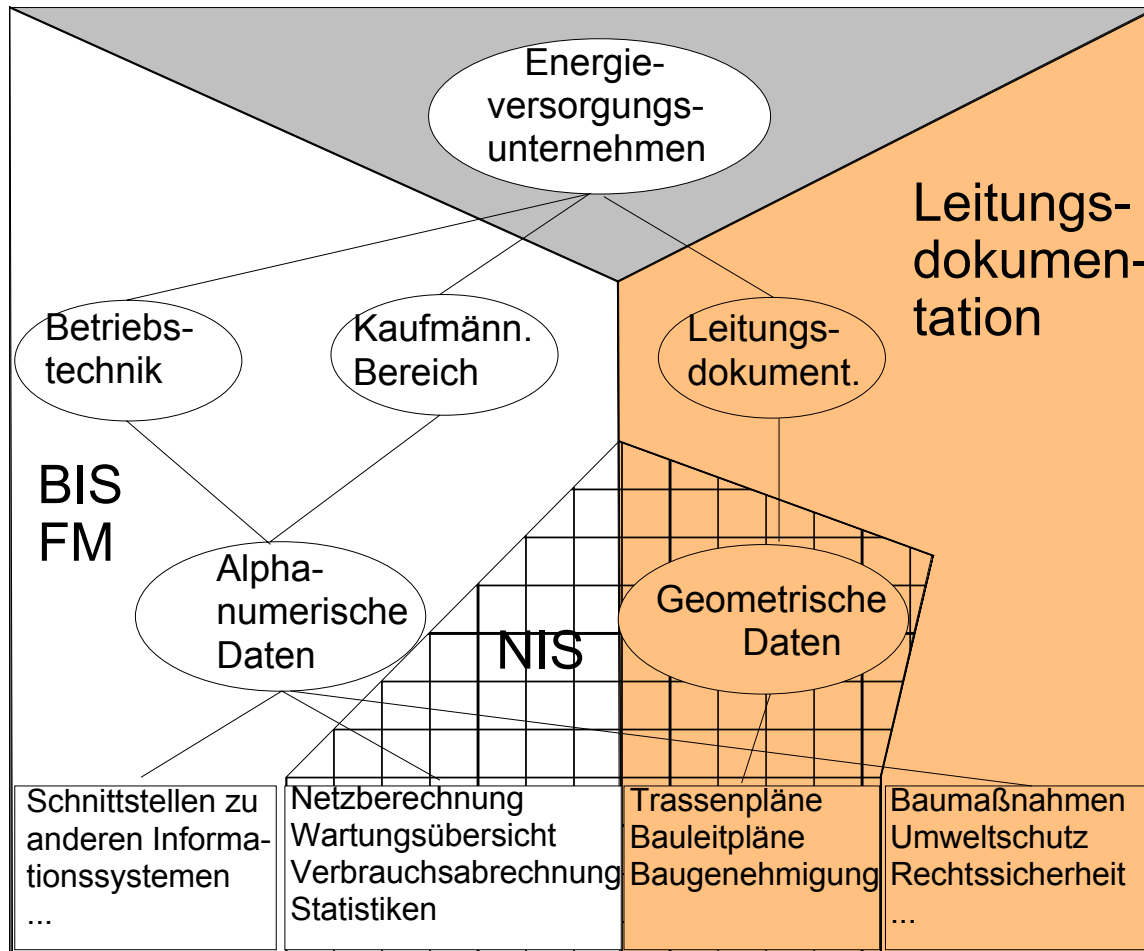 Energie-
versorgungs-
unternehmen
Leitungs-
dokumen-
tation
Betriebs-
technik
Kaufmänn.
Bereich
Leitungs-
dokument.
BIS
FM
Alpha-
numerische
Daten
NIS
Geometrische
Daten
Schnittstellen zu
anderen Informa-
tionssystemen
...
Netzberechnung
Wartungsübersicht
Verbrauchsabrechnung
Statistiken
Trassenpläne
Bauleitpläne
Baugenehmigung
Baumaßnahmen
Umweltschutz
Rechtssicherheit
...